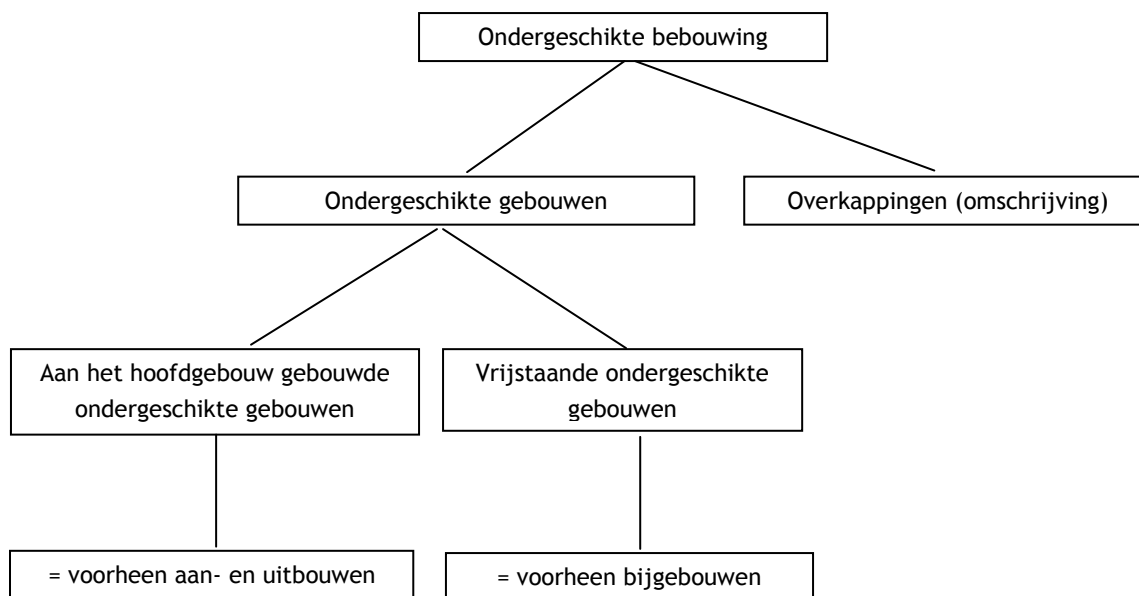 Ondergeschikte bebouwing
Ondergeschikte gebouwen
Overkappingen (omschrijving)
Aan het hoofdgebouw gebouwde
ondergeschikte gebouwen
Vrijstaande ondergeschikte
gebouwen
= voorheen aan- en uitbouwen
= voorheen bijgebouwen